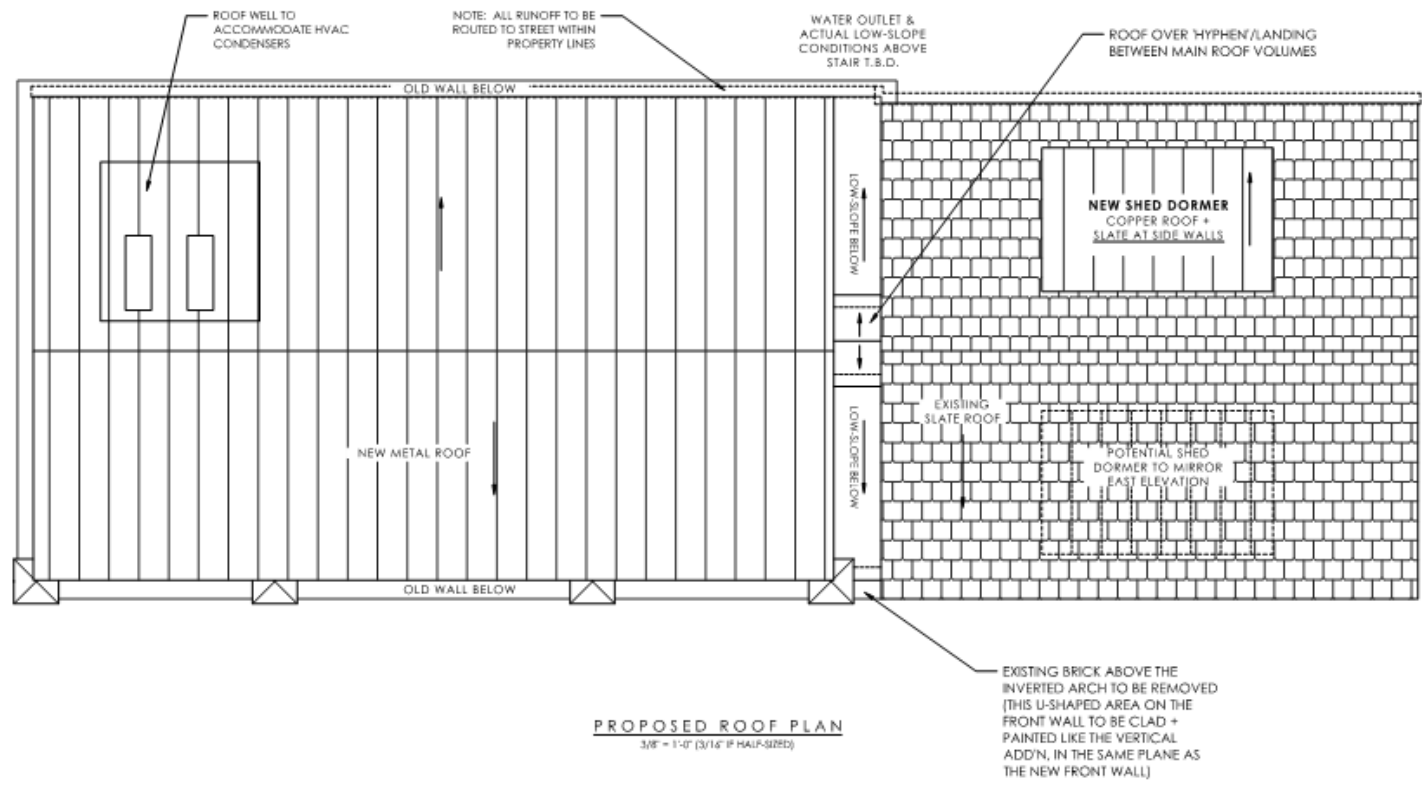 ROOF WELL TO
ACCOMMODATE HVAC
CONDENSERS
NOTE: ALL RUNOFF TO BE
ROUTED TO STREET WITHIN
PROPERTY LINES
WATER OUTLET &
ACTUAL LOW-SLOPE
CONDITIONS ABOVE
STAIR T.B.D.
ROOF OVER 'HYPHEN'/LANDING
BETWEEN MAIN ROOF VOLUMES
OLD WALL BELOW
LOW-SLOPE BELOW
NEW SHED DORMER
COPPER ROOF +
SLATE AT SIDE WALLS
NEW METAL ROOF
LOW-SLOPE BELOW
EXISTING
SLATE ROOF
POTENTIAL SHED
DORMER TO MIRROR
EAST ELEVATION
OLD WALL BELOW
EXISTING BRICK ABOVE THE
INVERTED ARCH TO BE REMOVED
(THIS U-SHAPED AREA ON THE
FRONT WALL TO BE CLAD +
PAINTED LIKE THE VERTICAL
ADD'N, IN THE SAME PLANE AS
THE NEW FRONT WALL)
PROPOSED ROOF PLAN
3/8" = 1'-0" (3/16" IF HALF-SIZED)